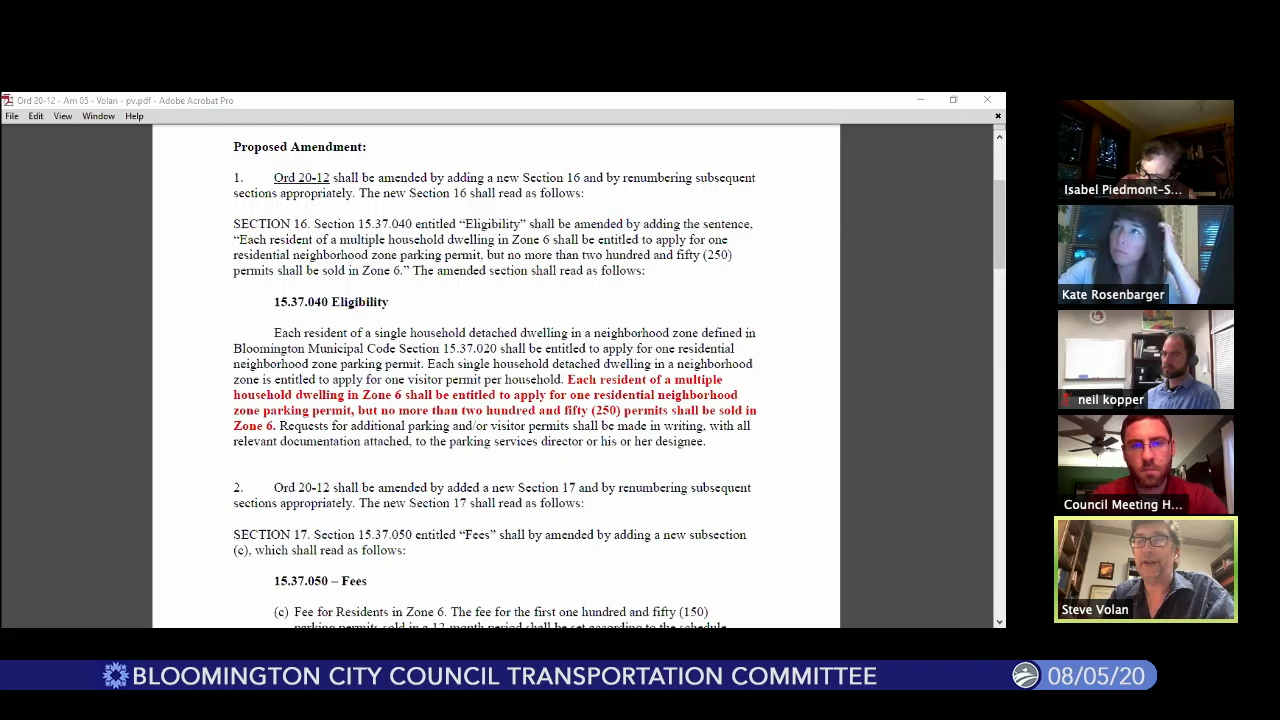 Ord 20-12 - Am 05 - Volan - pv.pdf - Adobe Acrobat Pro
File Edit View Window Help
Proposed Amendment:
1. Ord 20-12 shall be amended by adding a new Section 16 and by renumbering subsequent
sections appropriately. The new Section 16 shall read as follows:
SECTION 16. Section 15.37.040 entitled “Eligibility” shall be amended by adding the sentence,
“Each resident of a multiple household dwelling in Zone 6 shall be entitled to apply for one
residential neighborhood zone parking permit, but no more than two hundred and fifty (250)
permits shall be sold in Zone 6.” The amended section shall read as follows:
15.37.040 Eligibility
Each resident of a single household detached dwelling in a neighborhood zone defined in
Bloomington Municipal Code Section 15.37.020 shall be entitled to apply for one residential
neighborhood zone parking permit. Each single household detached dwelling in a neighborhood
zone is entitled to apply for one visitor permit per household. Each resident of a multiple
household dwelling in Zone 6 shall be entitled to apply for one residential neighborhood
zone parking permit, but no more than two hundred and fifty (250) permits shall be sold in
Zone 6. Requests for additional parking and/or visitor permits shall be made in writing, with all
relevant documentation attached, to the parking services director or his or her designee.
2. Ord 20-12 shall be amended by added a new Section 17 and by renumbering subsequent
sections appropriately. The new Section 17 shall read as follows:
SECTION 17. Section 15.37.050 entitled “Fees” shall by amended by adding a new subsection
(c), which shall read as follows:
15.37.050 – Fees
(c) Fee for Residents in Zone 6. The fee for the first one hundred and fifty (150)
parking permits sold in a 12-month period shall be set according to the schedule
Isabel Piedmont-S...
Kate Rosenbarger
neil kopper
Council Meeting H...
Steve Volan
BLOOMINGTON CITY COUNCIL TRANSPORTATION COMMITTEE
08/05/20